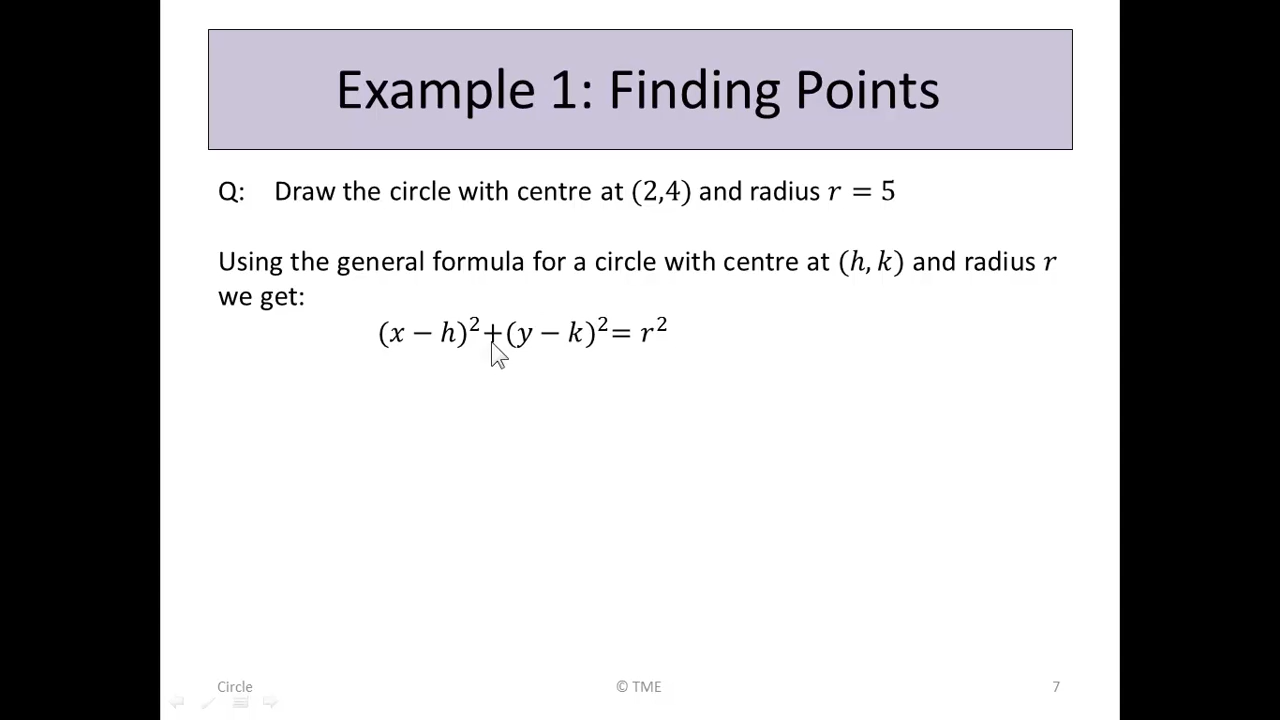 Example 1: Finding Points
Q: Draw the circle with centre at (2,4) and radius r = 5
Using the general formula for a circle with centre at (h, k) and radius r
we get:
(x − h)²+(y − k)²= r²
Circle © TME 7